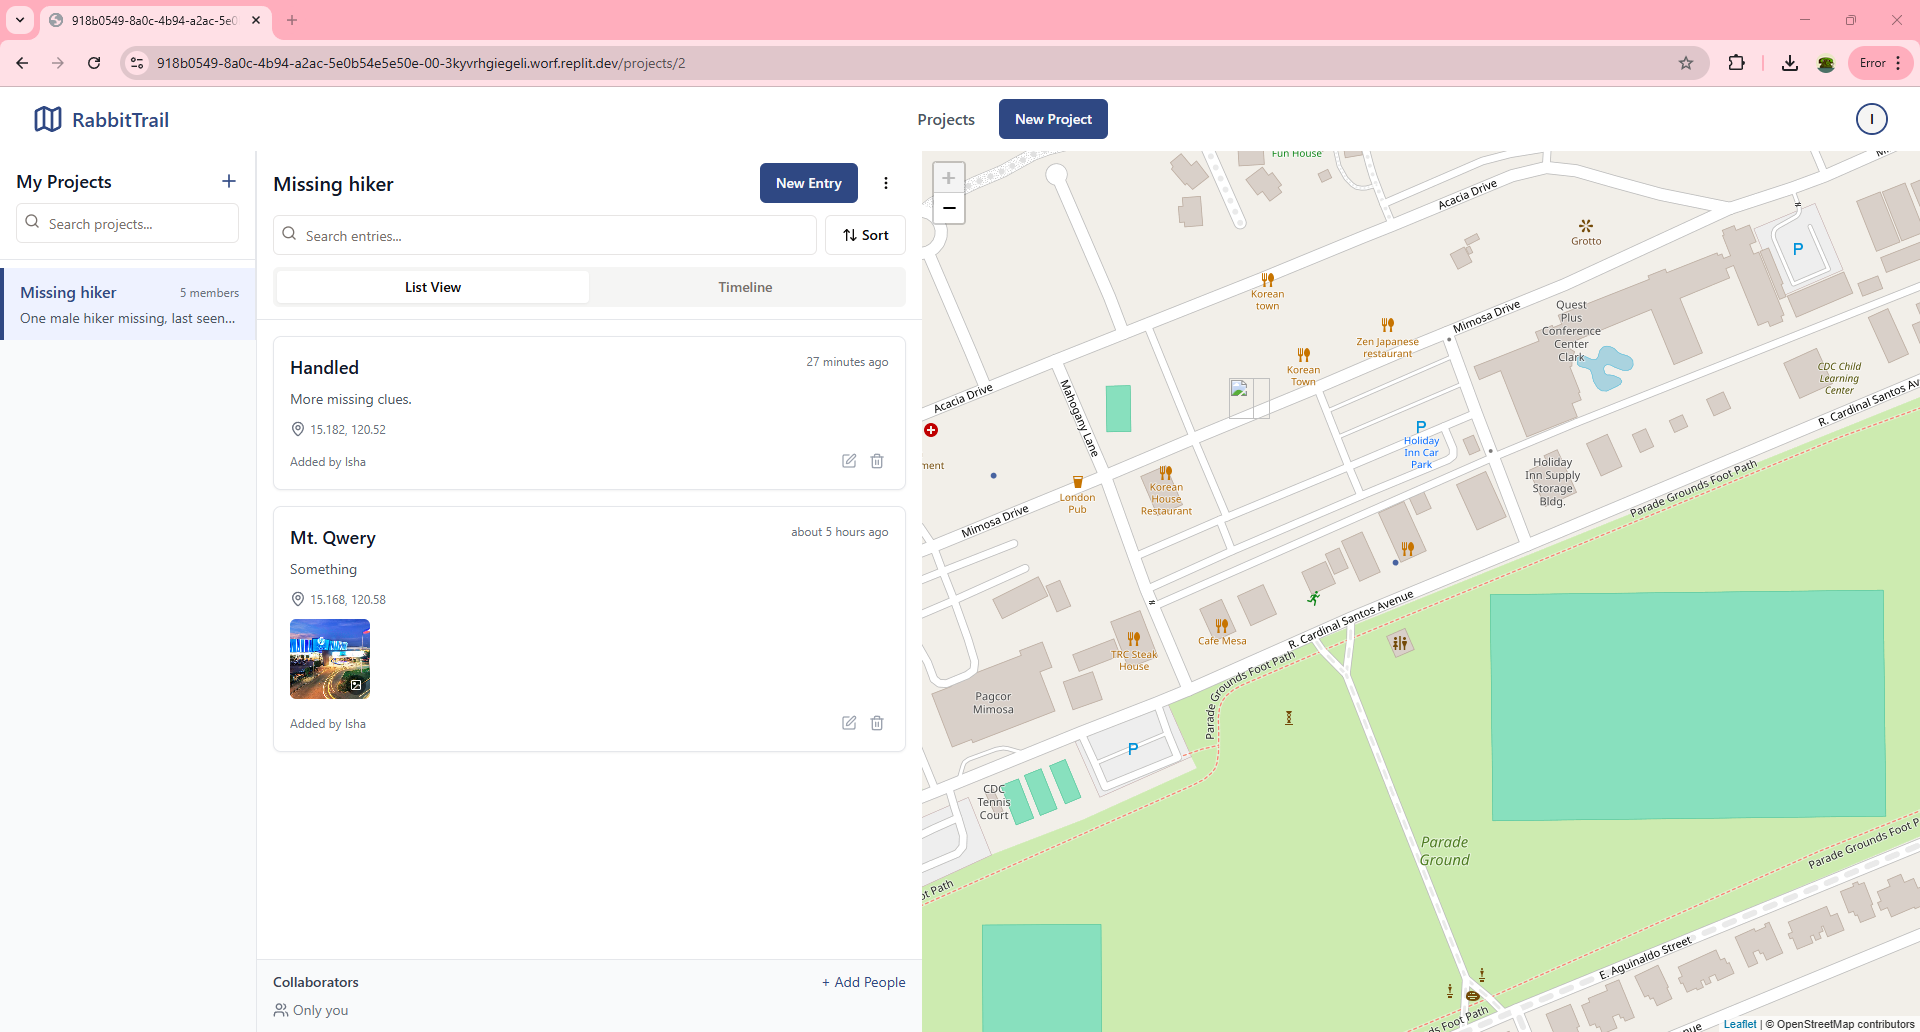 918b0549-8a0c-4b94-a2ac-5e0
918b0549-8a0c-4b94-a2ac-5e0b54e5e50e-00-3kyvrhgiegeli.worf.replit.dev/projects/2
Error
RabbitTrail
Projects
New Project
I
My Projects
+
Search projects...
Missing hiker
5 members
One male hiker missing, last seen...
Missing hiker
New Entry
Search entries...
Sort
List View
Timeline
Handled
27 minutes ago
More missing clues.
15.182, 120.52
Added by Isha
Mt. Qwery
about 5 hours ago
Something
15.168, 120.58
Added by Isha
Collaborators
+ Add People
Only you
+
−
Fun House
Acacia Drive
Grotto
P
Korean
town
Mimosa Drive
Quest
Plus
Conference
Center
Clark
Zen Japanese
restaurant
Korean
Town
CDC Child
Learning
Center
Acacia Drive
Mahogany Lane
R. Cardinal Santos Av
P
Holiday
Inn Car
Park
ment
Holiday
Inn Supply
Storage
Bldg.
Parade Grounds Foot Path
London
Pub
Korean
House
Restaurant
Mimosa Drive
R. Cardinal Santos Avenue
Cafe Mesa
TRC Steak
House
Parade Grounds Foot Path
Pagcor
Mimosa
P
CDC
Tennis
Court
Parade
Ground
Parade Grounds Foot P
ot Path
E. Aguinaldo Street
ds Foot Path
nue
Leaflet | © OpenStreetMap contributors